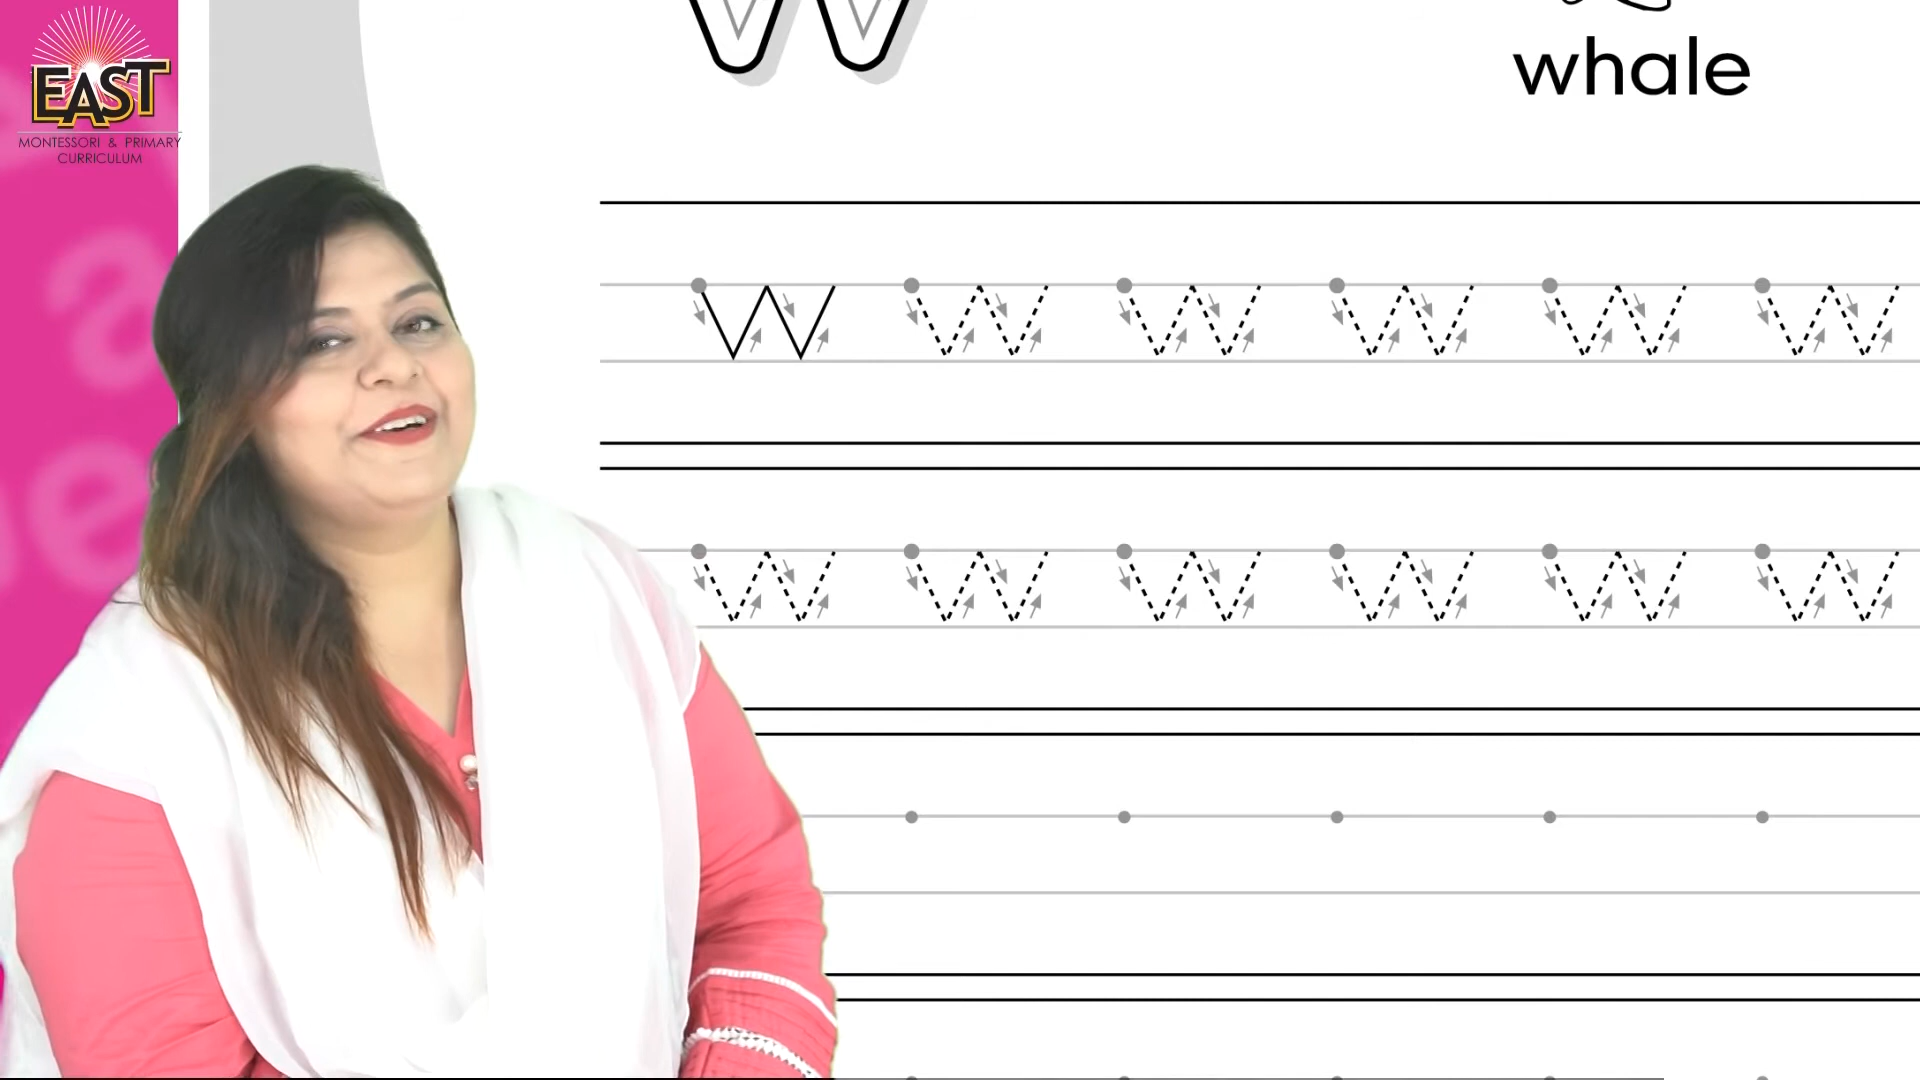 EAST
MONTESSORI & PRIMARY
CURRICULUM
w
whale
a
e
w w w w w w
w w w w w w